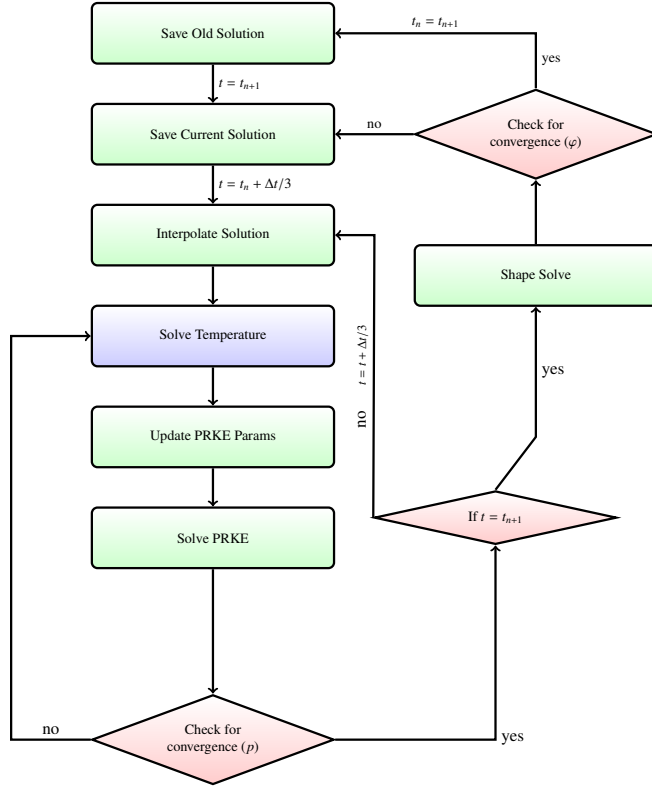 Save Old Solution
t_n = t_{n+1}
yes
t = t_{n+1}
Save Current Solution
no
Check for
convergence (φ)
t = t_n + Δt/3
Interpolate Solution
Shape Solve
Solve Temperature
no   t = t + Δt/3
yes
Update PRKE Params
Solve PRKE
If t = t_{n+1}
no
Check for
convergence (p)
yes